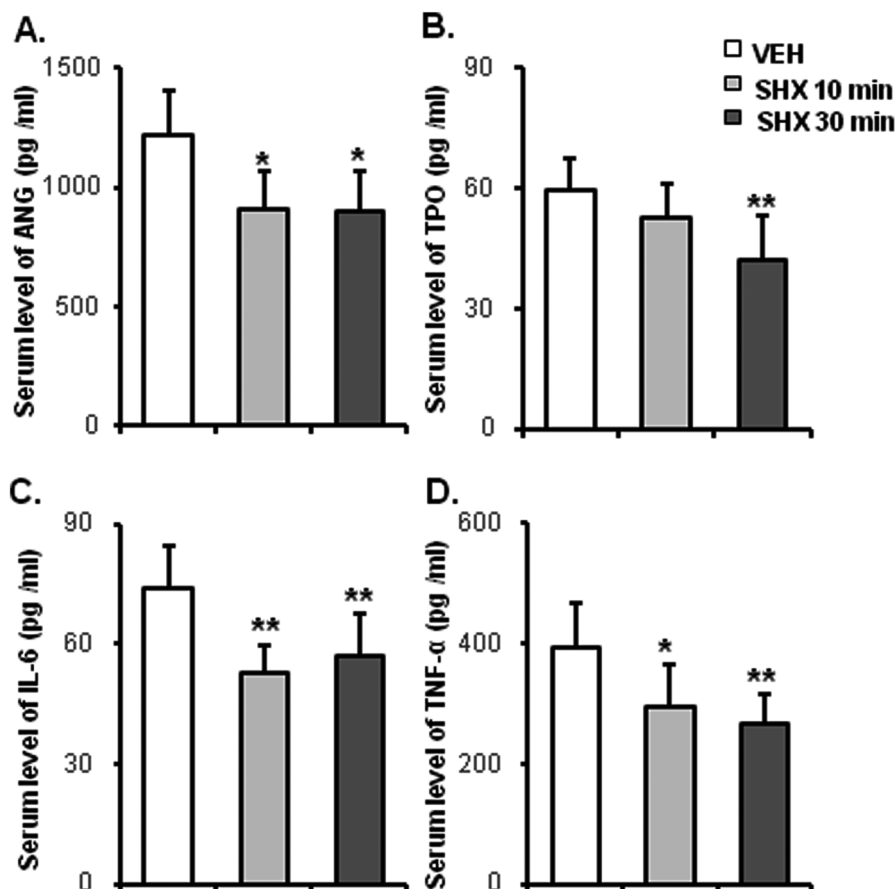 A.
Serum level of ANG (pg /ml)
1500
1000
500
0
*
*
B.
Serum level of TPO (pg /ml)
90
60
30
0
**
VEH
SHX 10 min
SHX 30 min
C.
Serum level of IL-6 (pg /ml)
90
60
30
0
**
**
D.
Serum level of TNF-α (pg /ml)
600
400
200
0
*
**